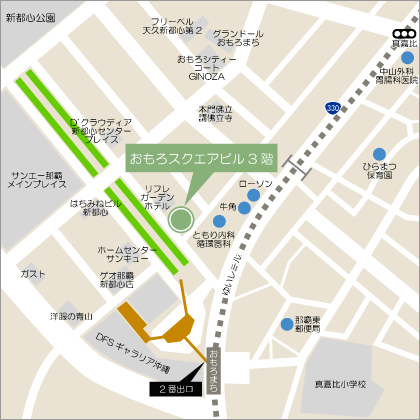 新都心公園
フリーベル
天久新都心第2
グランドール
おもろまち
真嘉比
おもろシティー
コート
GINOZA
中山外科
胃腸科医院
本門佛立
講佛立寺
330
D'クラウディア
新都心センター
プレイス
おもろスクエアビル3階
ひらまつ
保育園
サンエー那覇
メインプレイス
リフレ
ガーデン
ホテル
ローソン
はちみねビル
新都心
牛角
ともり内科
循環器科
ホームセンター
サンキュー
ゆいレール
ガスト
ゲオ那覇
新都心店
洋服の青山
那覇東
郵便局
DFSギャラリア沖縄
おもろまち
2番出口
真嘉比小学校